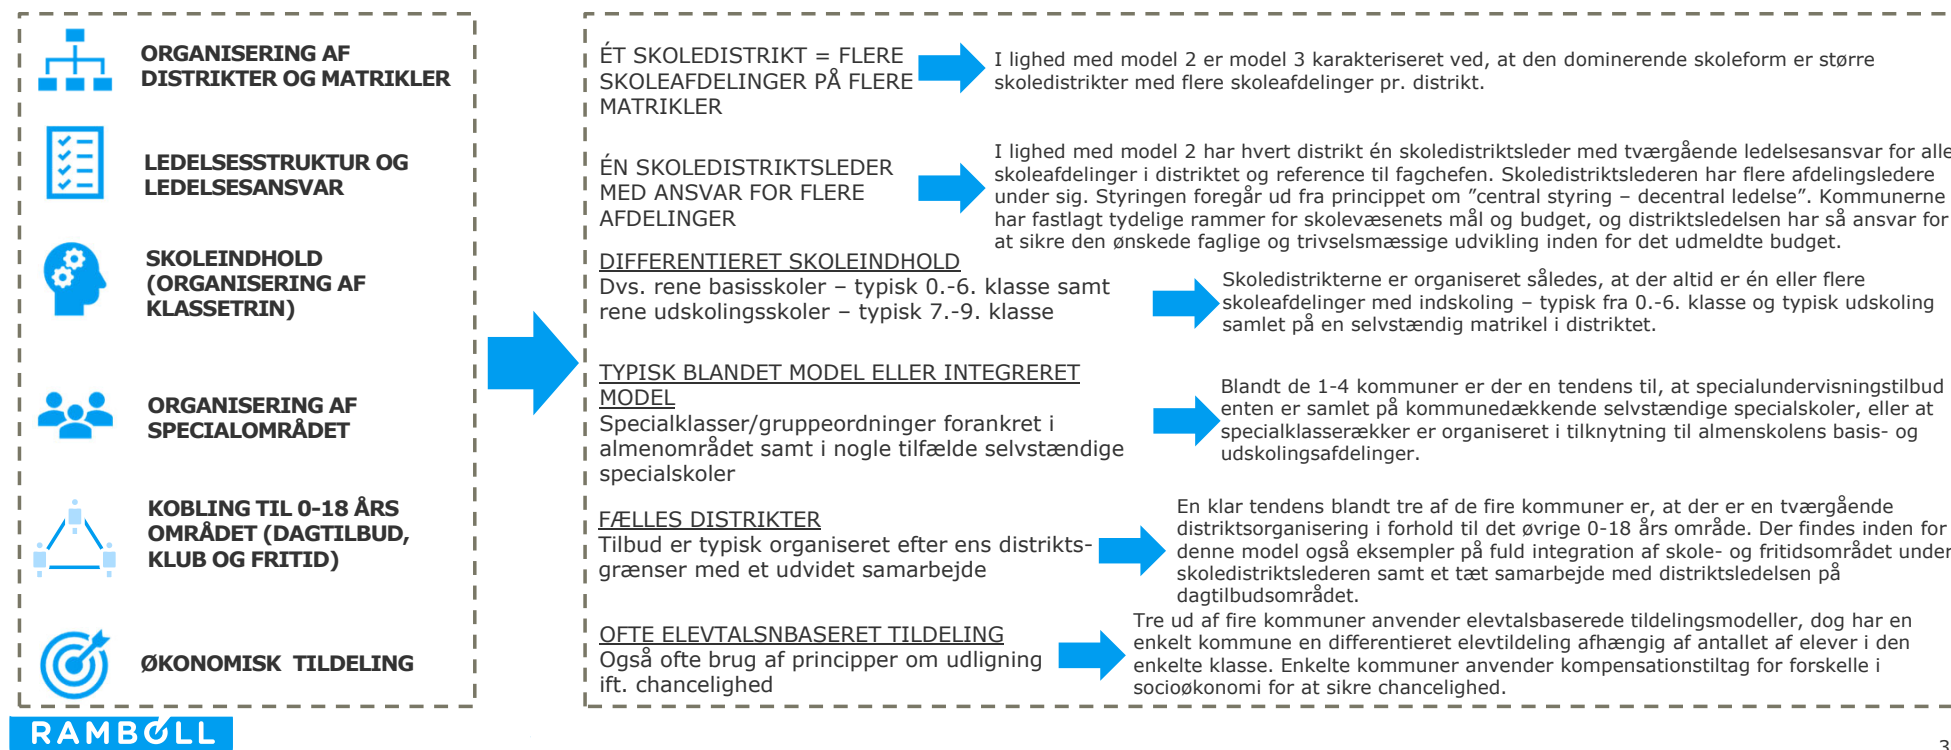 ORGANISERING AF
DISTRIKTER OG MATRIKLER
LEDELSESSTRUKTUR OG
LEDELSESANSVAR
SKOLEINDHOLD
(ORGANISERING AF
KLASSETRIN)
ORGANISERING AF
SPECIALOMRÅDET
KOBLING TIL 0-18 ÅRS
OMRÅDET (DAGTILBUD,
KLUB OG FRITID)
ØKONOMISK TILDELING
ÉT SKOLEDISTRIKT = FLERE
SKOLEAFDELINGER PÅ FLERE
MATRIKLER
I lighed med model 2 er model 3 karakteriseret ved, at den dominerende skoleform er større
skoledistrikter med flere skoleafdelinger pr. distrikt.
ÉN SKOLEDISTRIKTSLEDER
MED ANSVAR FOR FLERE
AFDELINGER
I lighed med model 2 har hvert distrikt én skoledistriktsleder med tværgående ledelsesansvar for alle
skoleafdelinger i distriktet og reference til fagchefen. Skoledistriktslederen har flere afdelingsledere
under sig. Styringen foregår ud fra princippet om ”central styring – decentral ledelse”. Kommunerne
har fastlagt tydelige rammer for skolevæsenets mål og budget, og distriktsledelsen har så ansvar for
at sikre den ønskede faglige og trivselsmæssige udvikling inden for det udmeldte budget.
DIFFERENTIERET SKOLEINDHOLD
Dvs. rene basisskoler – typisk 0.-6. klasse samt
rene udskolingsskoler – typisk 7.-9. klasse
Skoledistrikterne er organiseret således, at der altid er én eller flere
skoleafdelinger med indskoling – typisk fra 0.-6. klasse og typisk udskoling
samlet på en selvstændig matrikel i distriktet.
TYPISK BLANDET MODEL ELLER INTEGRERET
MODEL
Specialklasser/gruppeordninger forankret i
almenområdet samt i nogle tilfælde selvstændige
specialskoler
Blandt de 1-4 kommuner er der en tendens til, at specialundervisningstilbud
enten er samlet på kommunedækkende selvstændige specialskoler, eller at
specialklasserækker er organiseret i tilknytning til almenskolens basis- og
udskolingsafdelinger.
FÆLLES DISTRIKTER
Tilbud er typisk organiseret efter ens distrikts-
grænser med et udvidet samarbejde
En klar tendens blandt tre af de fire kommuner er, at der er en tværgående
distriktsorganisering i forhold til det øvrige 0-18 års område. Der findes inden for
denne model også eksempler på fuld integration af skole- og fritidsområdet under
skoledistriktslederen samt et tæt samarbejde med distriktsledelsen på
dagtilbudsområdet.
OFTE ELEVTALSNBASERET TILDELING
Også ofte brug af principper om udligning
ift. chancelighed
Tre ud af fire kommuner anvender elevtalsbaserede tildelingsmodeller, dog har en
enkelt kommune en differentieret elevtildeling afhængig af antallet af elever i den
enkelte klasse. Enkelte kommuner anvender kompensationstiltag for forskelle i
socioøkonomi for at sikre chancelighed.
RAMBØLL
3